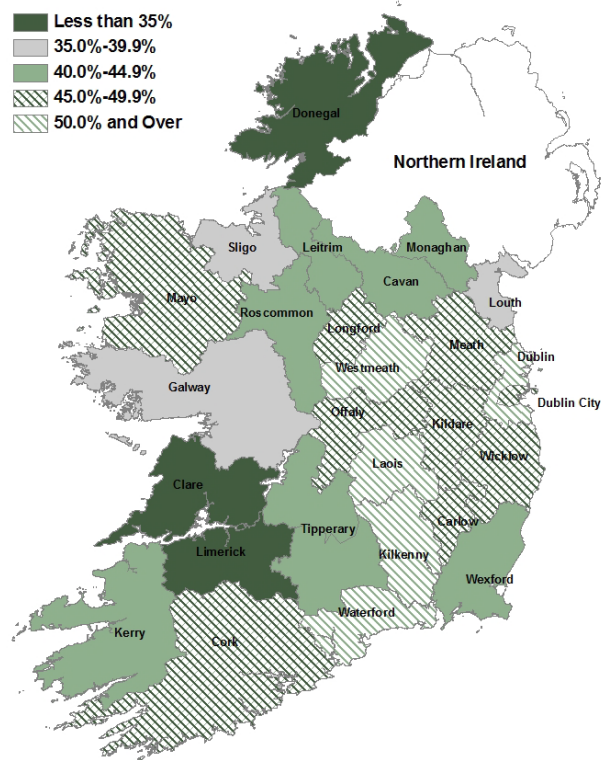 Less than 35%
35.0%-39.9%
40.0%-44.9%
45.0%-49.9%
50.0% and Over
Donegal
Northern Ireland
Sligo
Leitrim
Monaghan
Cavan
Mayo
Roscommon
Louth
Longford
Meath
Dublin
Westmeath
Galway
Dublin City
Offaly
Kildare
Wicklow
Laois
Clare
Carlow
Tipperary
Limerick
Kilkenny
Wexford
Waterford
Kerry
Cork